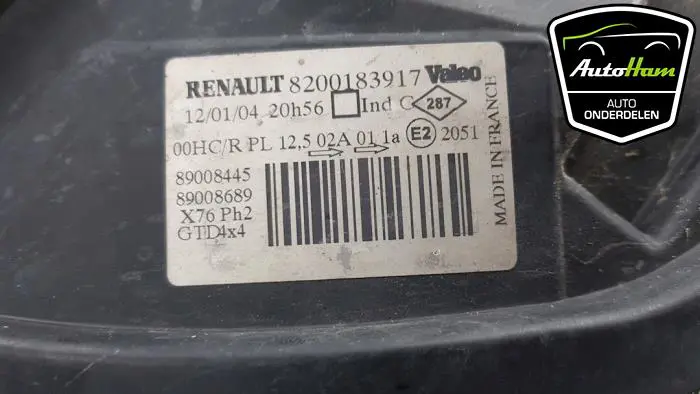 RENAULT 8200183917 Valeo
12/01/04 20h56 Ind C 287
00HC/R PL 12,5 02A 01 1a E2 2051
89008445
89008689
X76 Ph2
GTD4x4
MADE IN FRANCE
AutoHam
AUTO
ONDERDELEN